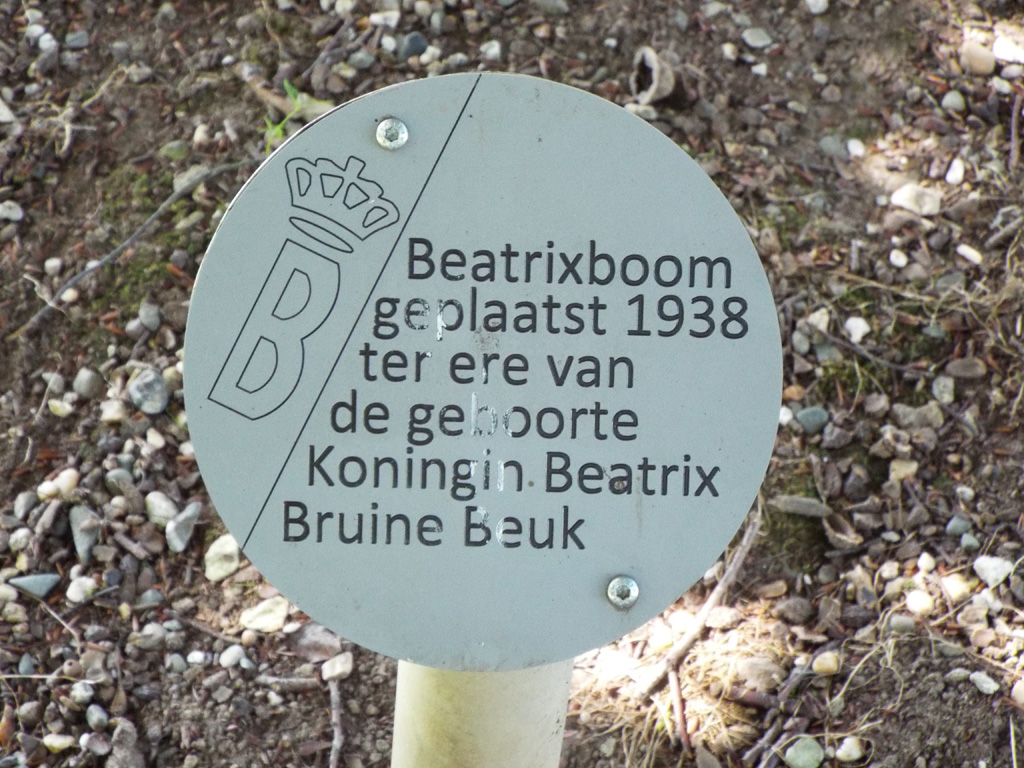 B
Beatrixboom
geplaatst 1938
ter ere van
de geboorte
Koningin Beatrix
Bruine Beuk